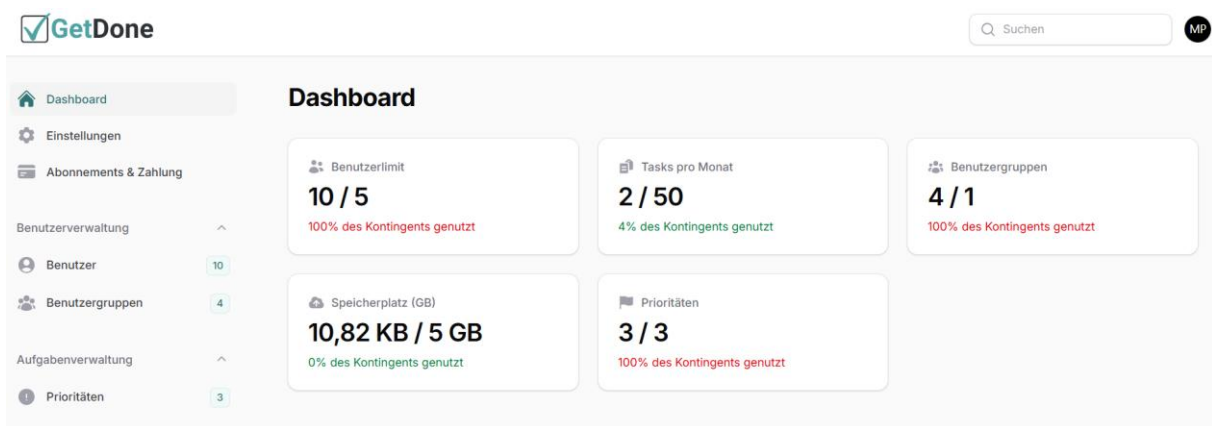 GetDone
Suchen
MP
Dashboard
Einstellungen
Abonnements & Zahlung
Benutzerverwaltung
Benutzer 10
Benutzergruppen 4
Aufgabenverwaltung
Prioritäten 3
Dashboard
Benutzerlimit
10 / 5
100% des Kontingents genutzt
Tasks pro Monat
2 / 50
4% des Kontingents genutzt
Benutzergruppen
4 / 1
100% des Kontingents genutzt
Speicherplatz (GB)
10,82 KB / 5 GB
0% des Kontingents genutzt
Prioritäten
3 / 3
100% des Kontingents genutzt